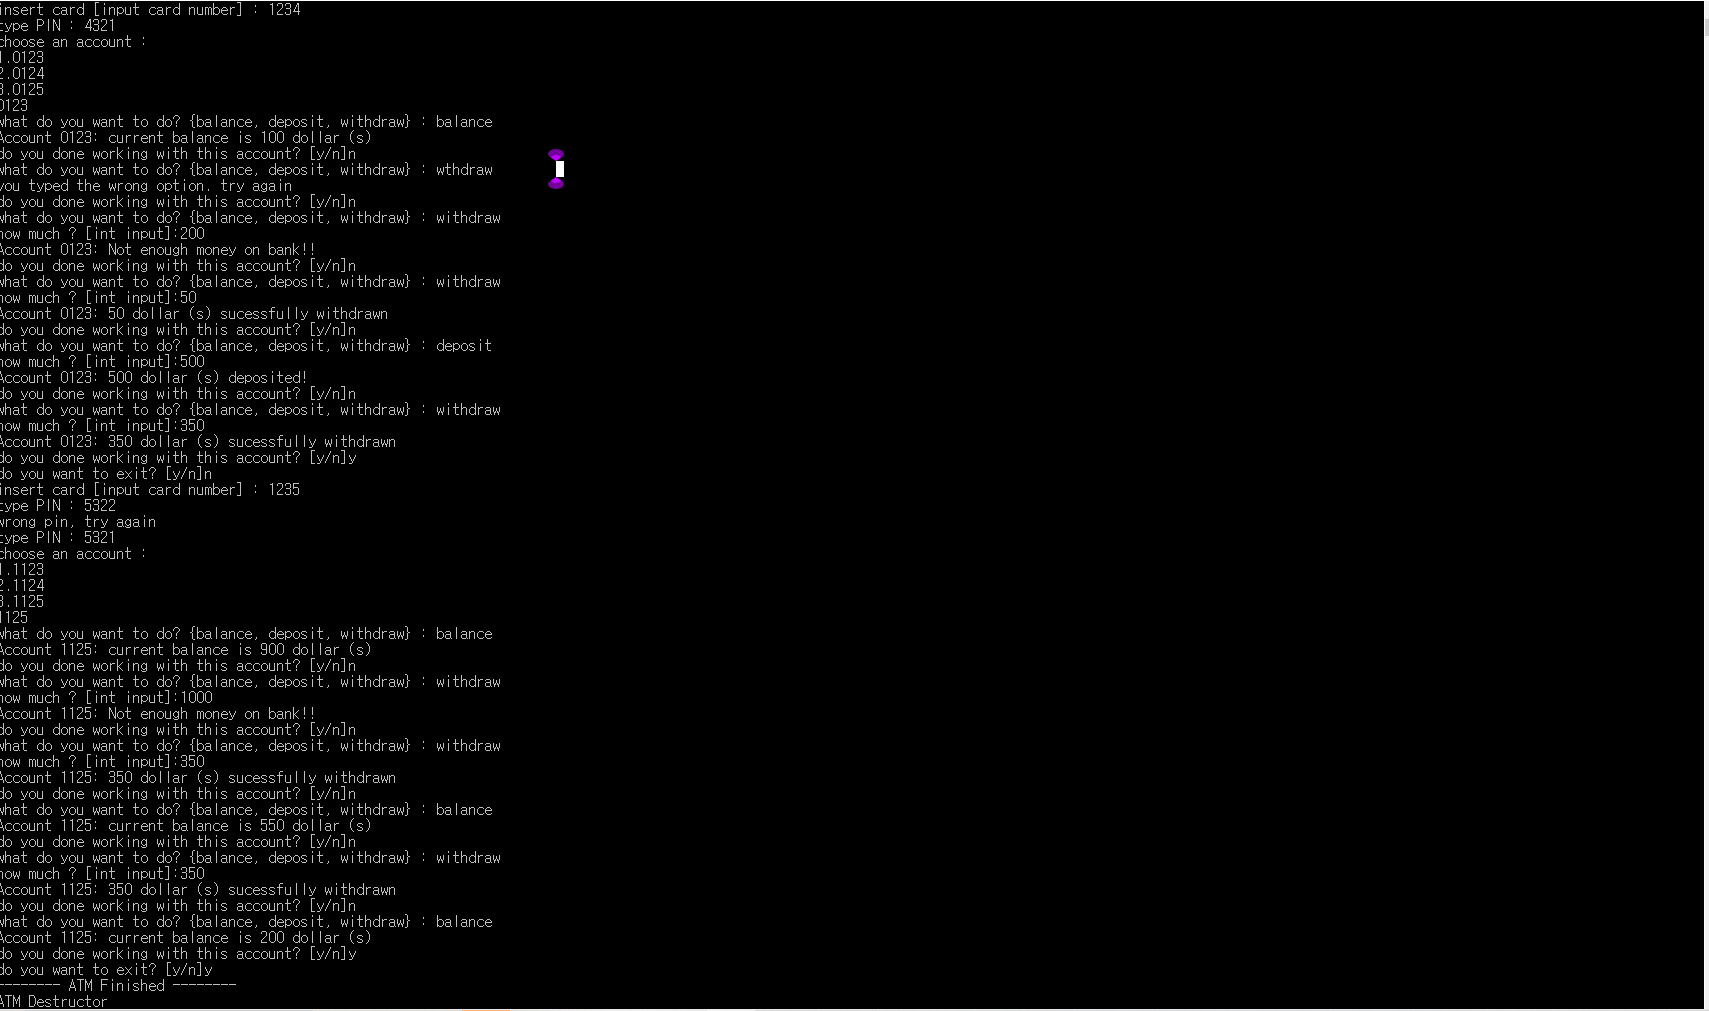 insert card [input card number] : 1234
type PIN : 4321
choose an account :
1.0123
2.0124
3.0125
0123
what do you want to do? {balance, deposit, withdraw} : balance
Account 0123: current balance is 100 dollar (s)
do you done working with this account? [y/n]n
what do you want to do? {balance, deposit, withdraw} : wthdraw
you typed the wrong option. try again
do you done working with this account? [y/n]n
what do you want to do? {balance, deposit, withdraw} : withdraw
how much ? [int input]:200
Account 0123: Not enough money on bank!!
do you done working with this account? [y/n]n
what do you want to do? {balance, deposit, withdraw} : withdraw
how much ? [int input]:50
Account 0123: 50 dollar (s) sucessfully withdrawn
do you done working with this account? [y/n]n
what do you want to do? {balance, deposit, withdraw} : deposit
how much ? [int input]:500
Account 0123: 500 dollar (s) deposited!
do you done working with this account? [y/n]n
what do you want to do? {balance, deposit, withdraw} : withdraw
how much ? [int input]:350
Account 0123: 350 dollar (s) sucessfully withdrawn
do you done working with this account? [y/n]y
do you want to exit? [y/n]n
insert card [input card number] : 1235
type PIN : 5322
wrong pin, try again
type PIN : 5321
choose an account :
1.1123
2.1124
3.1125
1125
what do you want to do? {balance, deposit, withdraw} : balance
Account 1125: current balance is 900 dollar (s)
do you done working with this account? [y/n]n
what do you want to do? {balance, deposit, withdraw} : withdraw
how much ? [int input]:1000
Account 1125: Not enough money on bank!!
do you done working with this account? [y/n]n
what do you want to do? {balance, deposit, withdraw} : withdraw
how much ? [int input]:350
Account 1125: 350 dollar (s) sucessfully withdrawn
do you done working with this account? [y/n]n
what do you want to do? {balance, deposit, withdraw} : balance
Account 1125: current balance is 550 dollar (s)
do you done working with this account? [y/n]n
what do you want to do? {balance, deposit, withdraw} : withdraw
how much ? [int input]:350
Account 1125: 350 dollar (s) sucessfully withdrawn
do you done working with this account? [y/n]n
what do you want to do? {balance, deposit, withdraw} : balance
Account 1125: current balance is 200 dollar (s)
do you done working with this account? [y/n]y
do you want to exit? [y/n]y
-------- ATM Finished --------
ATM Destructor